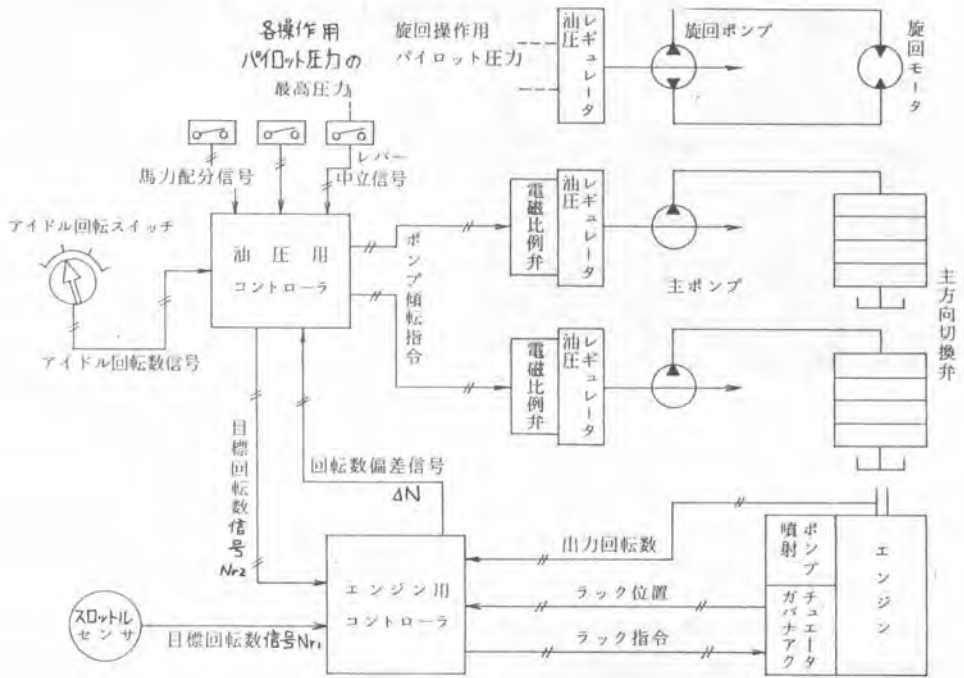 各操作用
パイロット圧力の
最高圧力
旋回操作用
パイロット圧力
油圧
レギュレータ
旋回ポンプ
旋回モータ
馬力配分信号
レバー
中立信号
アイドル回転スイッチ
アイドル回転数信号
油圧用
コントローラ
ポンプ傾転指令
電磁比例弁
油圧
レギュレータ
主ポンプ
主方向切換弁
電磁比例弁
油圧
レギュレータ
目標回転数信号
Nr2
回転数偏差信号
ΔN
スロットル
センサ
目標回転数信号Nr1
エンジン用
コントローラ
出力回転数
ラック位置
ラック指令
噴射
ポンプ
ガバナアク
チュエータ
エンジン